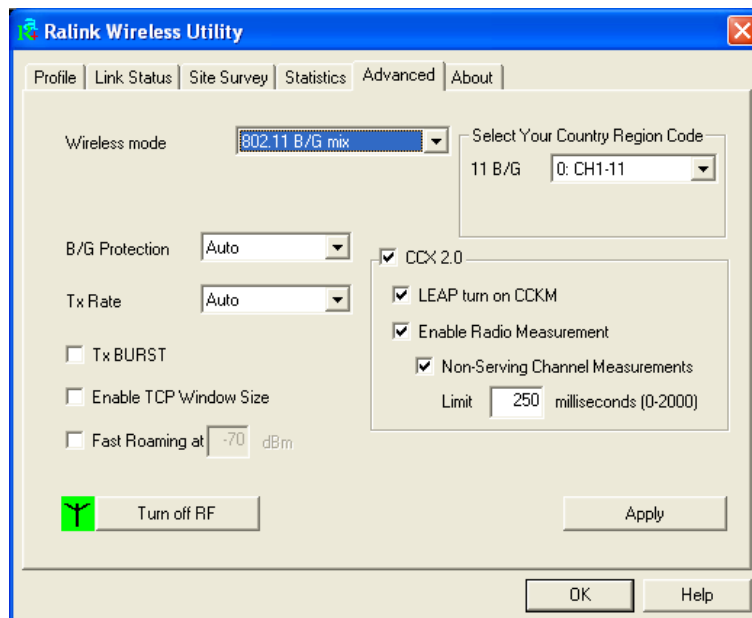 Ralink Wireless Utility
Profile
Link Status
Site Survey
Statistics
Advanced
About
Wireless mode
802.11 B/G mix
Select Your Country Region Code
11 B/G
0: CH1-11
B/G Protection
Auto
Tx Rate
Auto
Tx BURST
Enable TCP Window Size
Fast Roaming at
-70
dBm
CCX 2.0
LEAP turn on CCKM
Enable Radio Measurement
Non-Serving Channel Measurements
Limit
250
milliseconds (0-2000)
Turn off RF
Apply
OK
Help